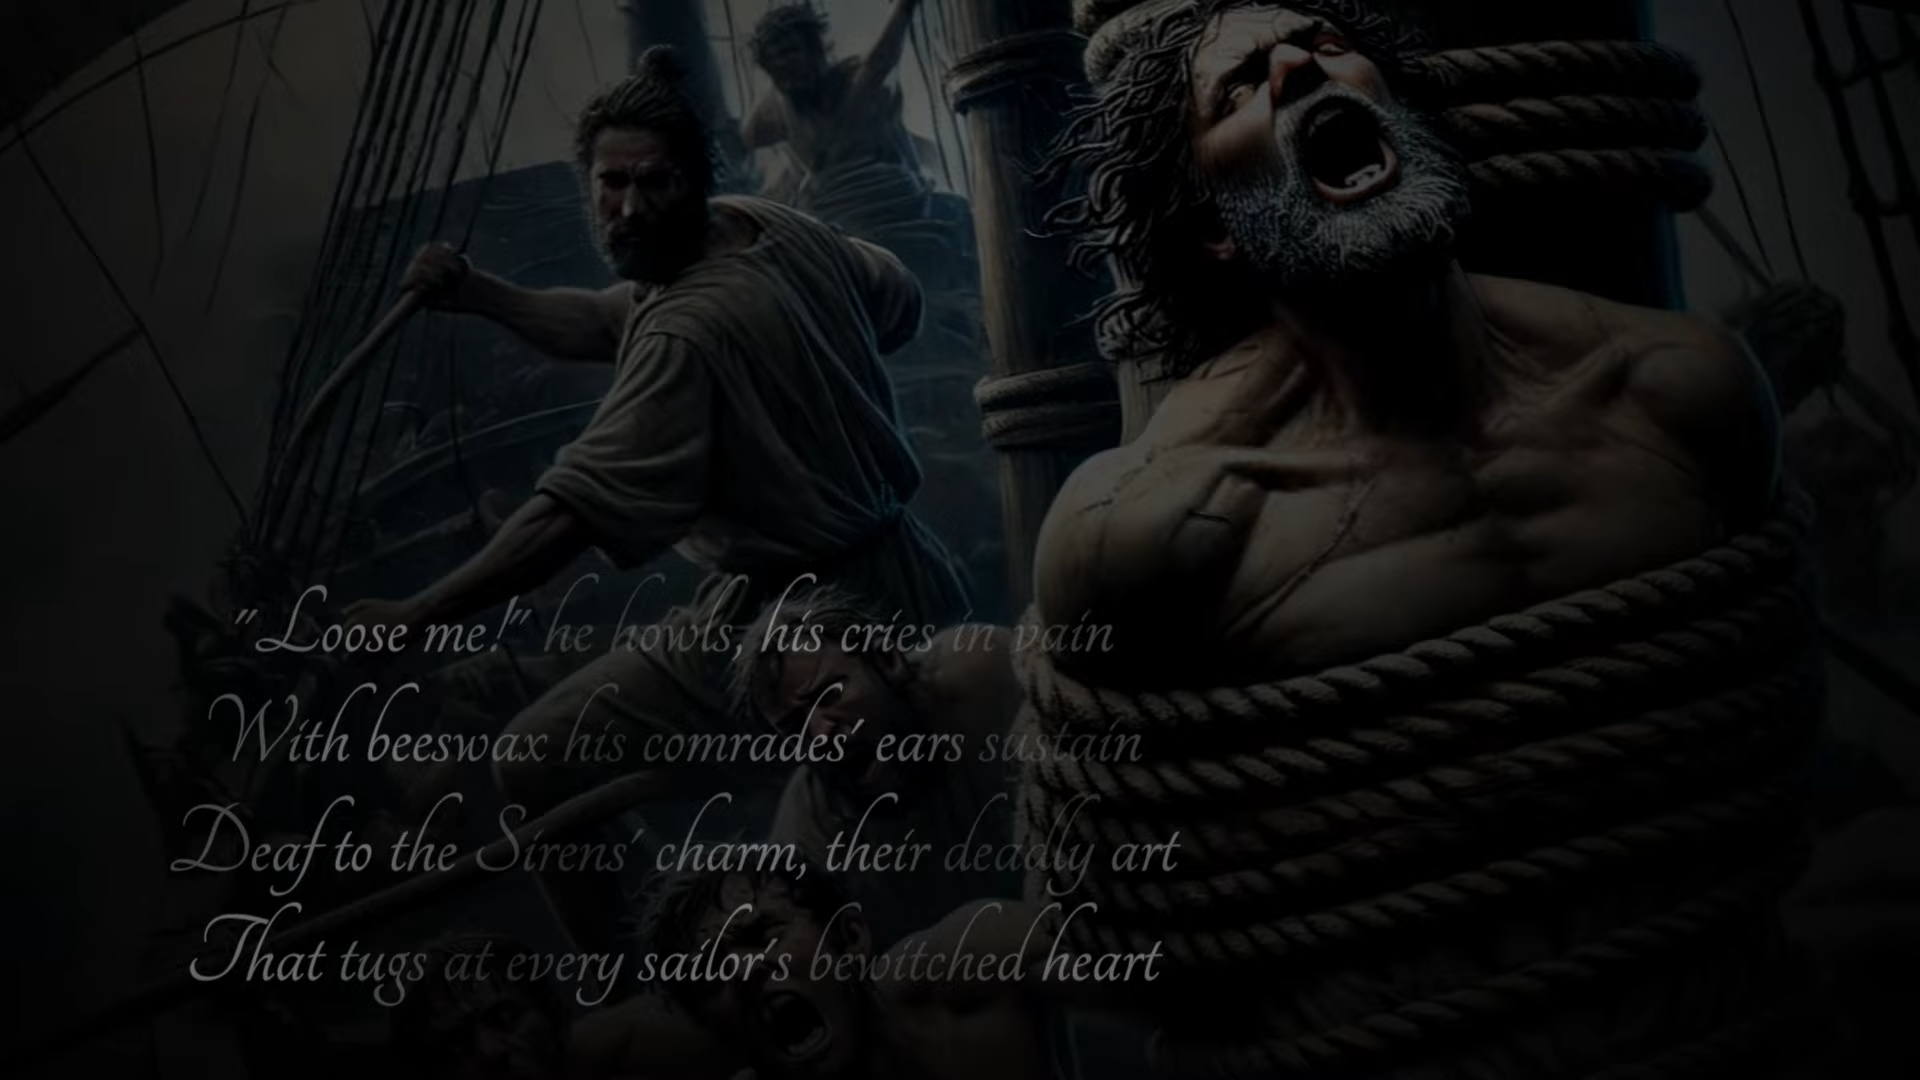 "Loose me!" he howls, his cries in vain
With beeswax his comrades' ears sustain
Deaf to the Sirens' charm, their deadly art
That tugs at every sailor's bewitched heart